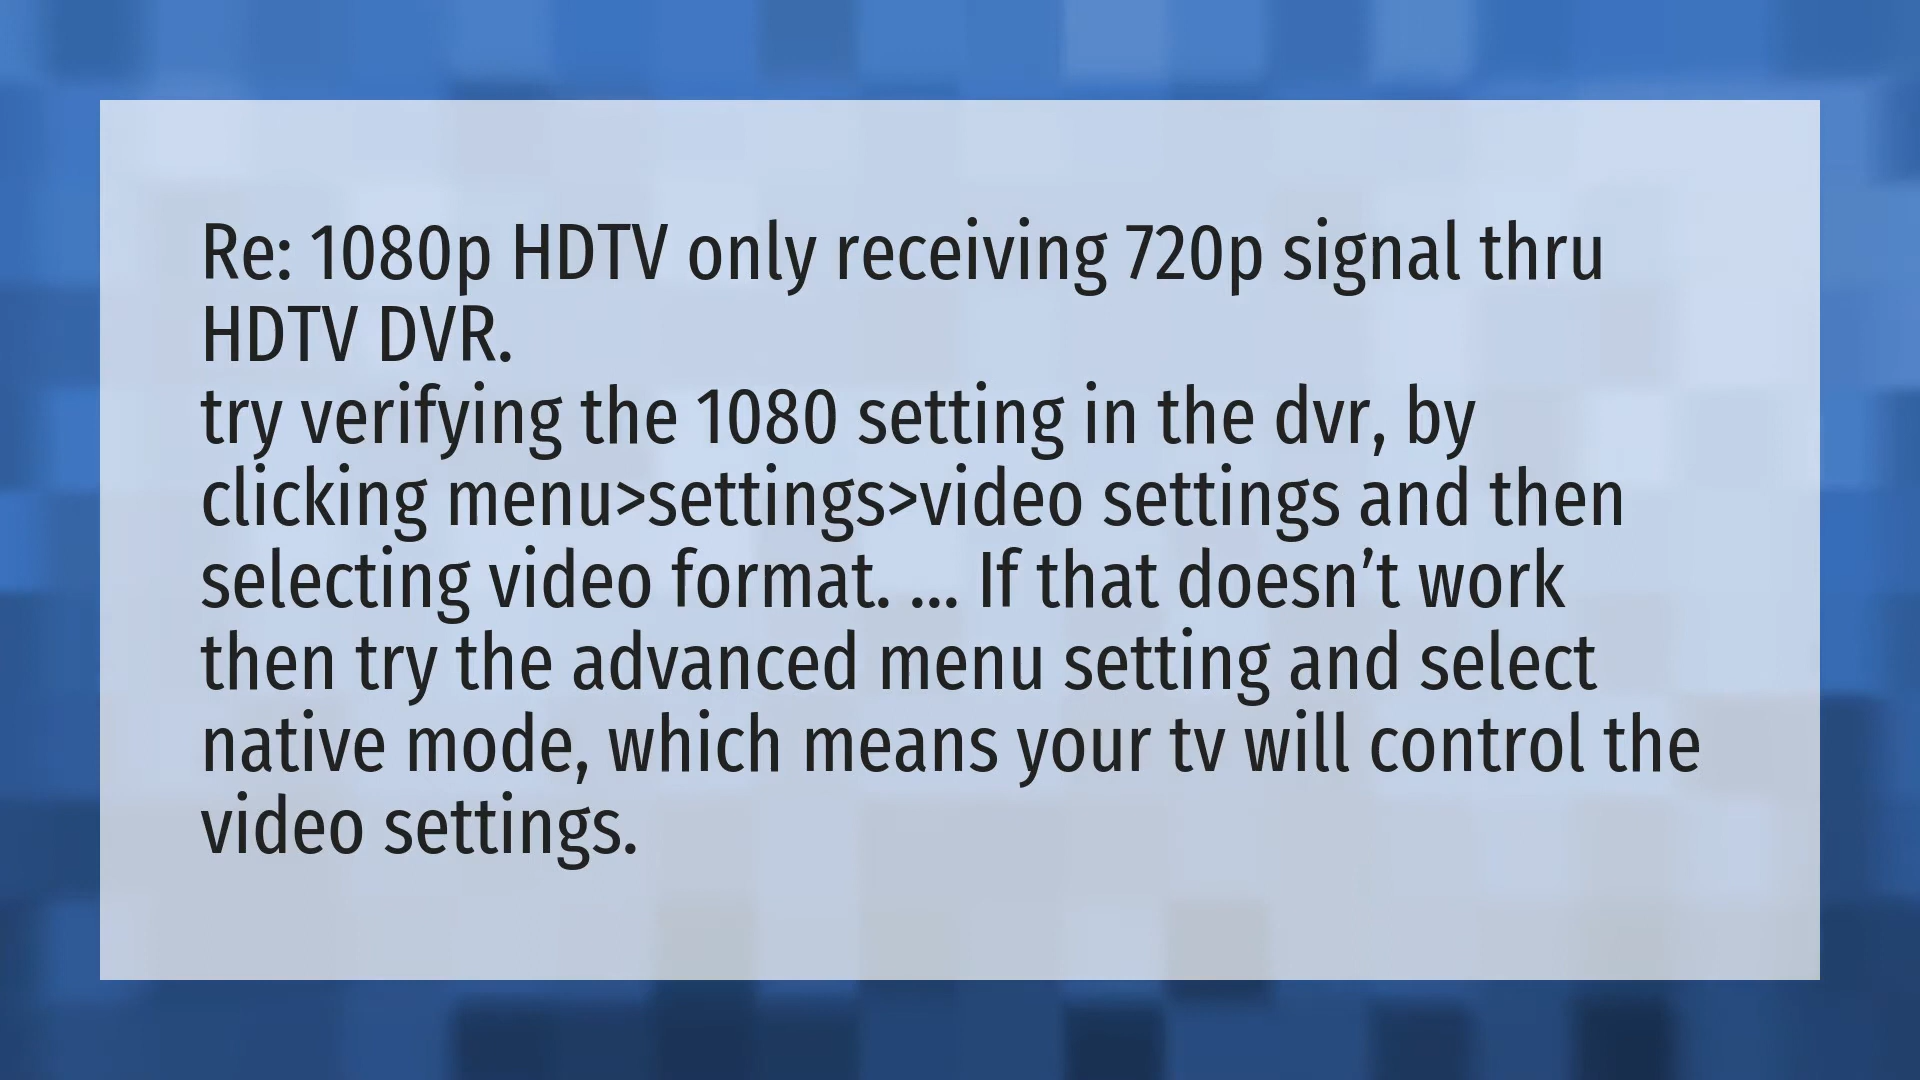 Re: 1080p HDTV only receiving 720p signal thru
HDTV DVR.
try verifying the 1080 setting in the dvr, by
clicking menu>settings>video settings and then
selecting video format. ... If that doesn’t work
then try the advanced menu setting and select
native mode, which means your tv will control the
video settings.